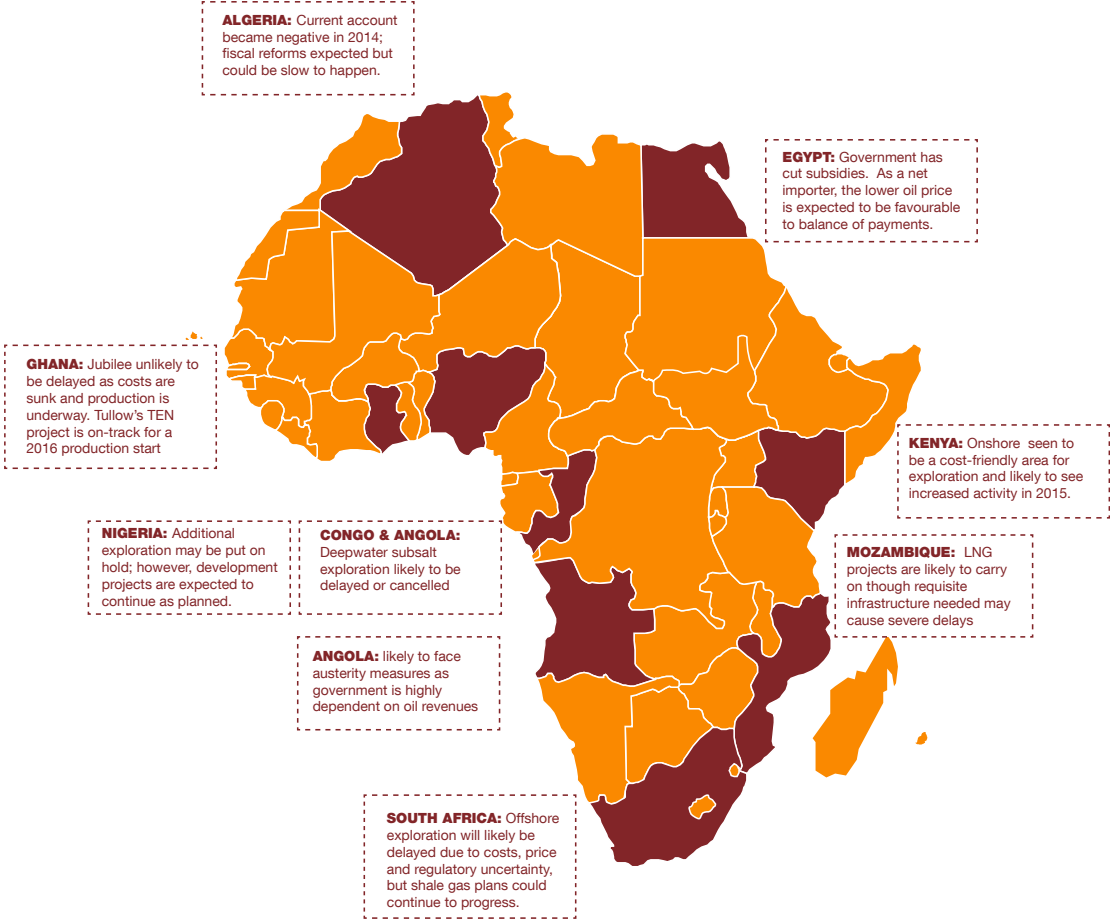 ALGERIA: Current account
became negative in 2014;
fiscal reforms expected but
could be slow to happen.
EGYPT: Government has
cut subsidies. As a net
importer, the lower oil price
is expected to be favourable
to balance of payments.
GHANA: Jubilee unlikely to
be delayed as costs are
sunk and production is
underway. Tullow's TEN
project is on-track for a
2016 production start
KENYA: Onshore seen to
be a cost-friendly area for
exploration and likely to see
increased activity in 2015.
NIGERIA: Additional
exploration may be put on
hold; however, development
projects are expected to
continue as planned.
CONGO & ANGOLA:
Deepwater subsalt
exploration likely to be
delayed or cancelled
MOZAMBIQUE: LNG
projects are likely to carry
on though requisite
infrastructure needed may
cause severe delays
ANGOLA: likely to face
austerity measures as
government is highly
dependent on oil revenues
SOUTH AFRICA: Offshore
exploration will likely be
delayed due to costs, price
and regulatory uncertainty,
but shale gas plans could
continue to progress.